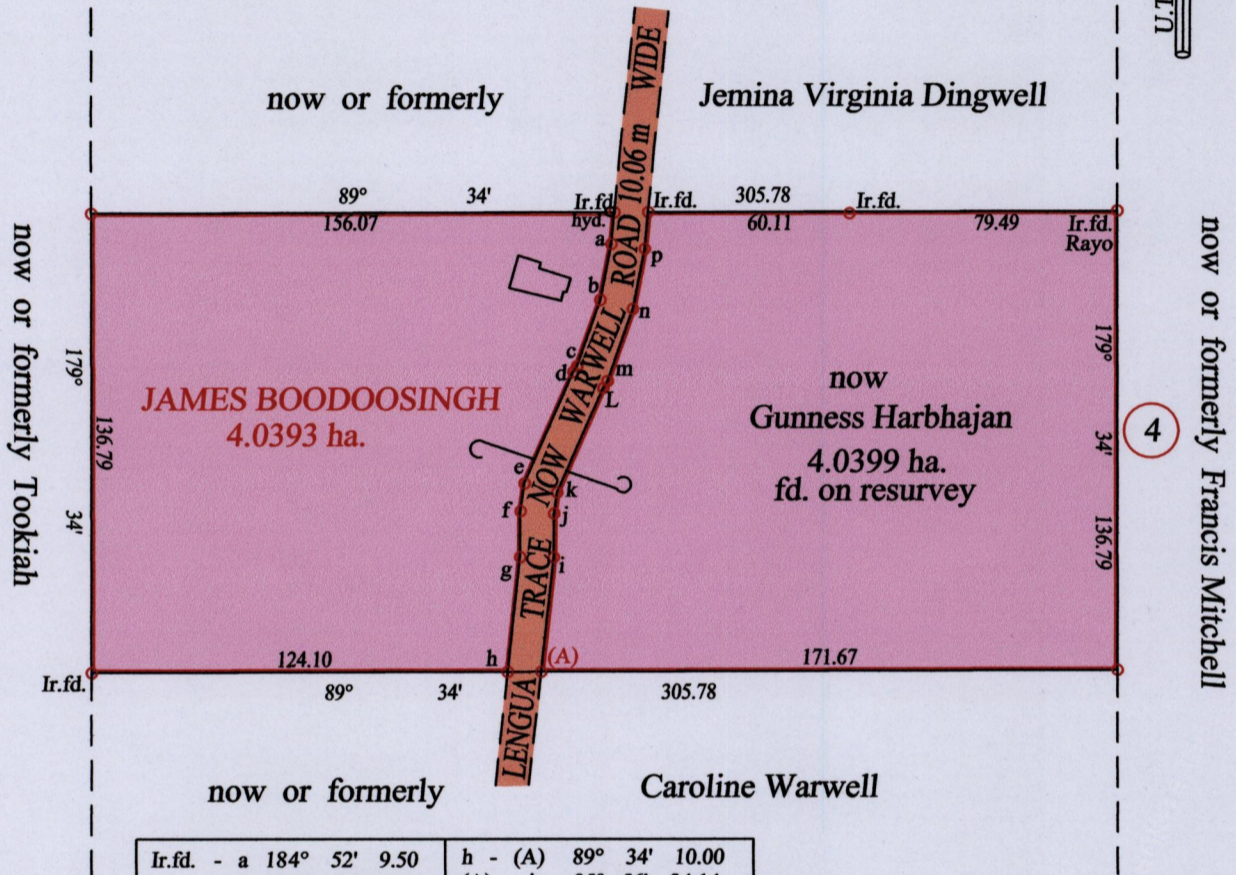 U.T
now or formerly
Jemina Virginia Dingwell
LENGUA TRACE NOW WARWELL ROAD 10.06 m WIDE
89° 34'
305.78
156.07
Ir.fd.
hyd.
Ir.fd.
60.11
Ir.fd.
79.49
Ir.fd.
Rayo
a
p
b
n
c
d
m
L
e
k
f
j
g
i
h
(A)
now or formerly Tookiah
179° 34'
136.79
JAMES BOODOOSINGH
4.0393 ha.
now
Gunness Harbhajan
4.0399 ha.
fd. on resurvey
179° 34'
136.79
4
now or formerly Francis Mitchell
124.10
171.67
Ir.fd.
89° 34'
305.78
now or formerly
Caroline Warwell
Ir.fd. - a 184° 52' 9.50
h - (A) 89° 34' 10.00